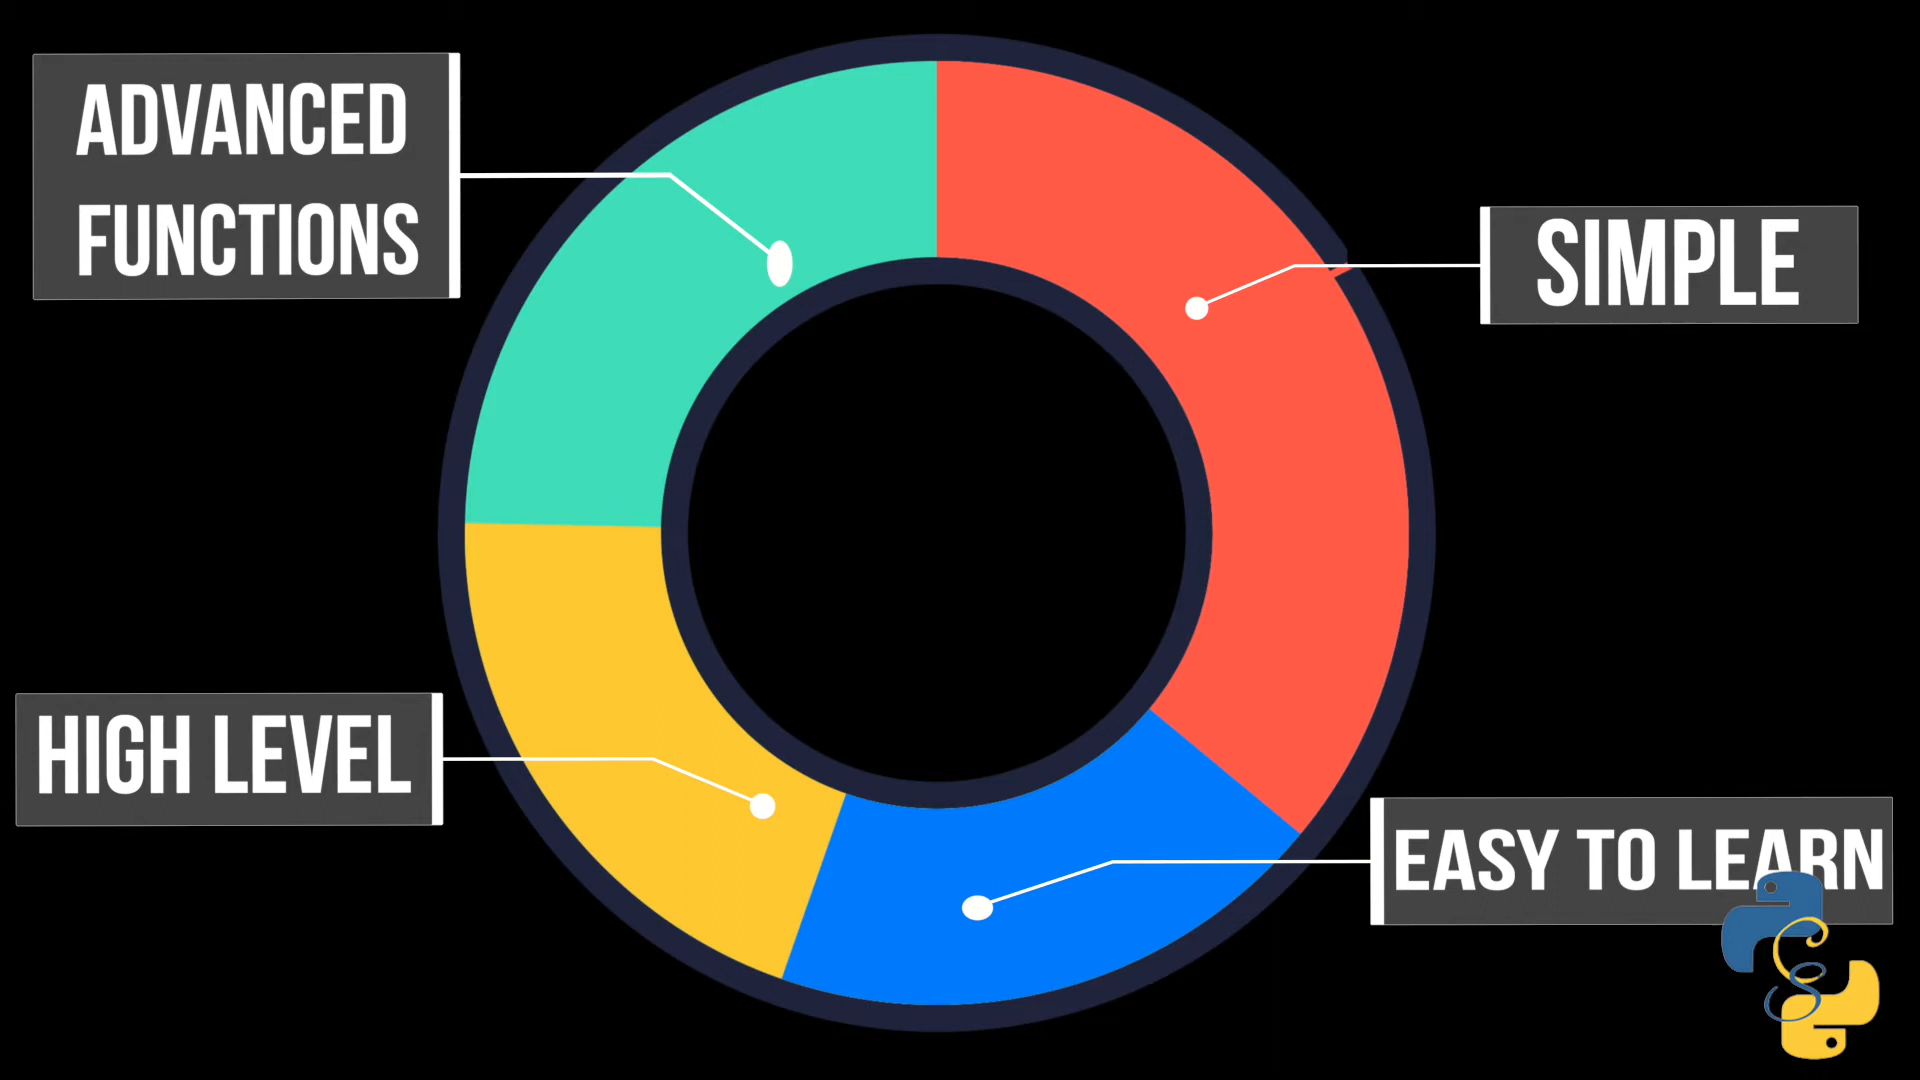 ADVANCED
FUNCTIONS
SIMPLE
HIGH LEVEL
EASY TO LEARN